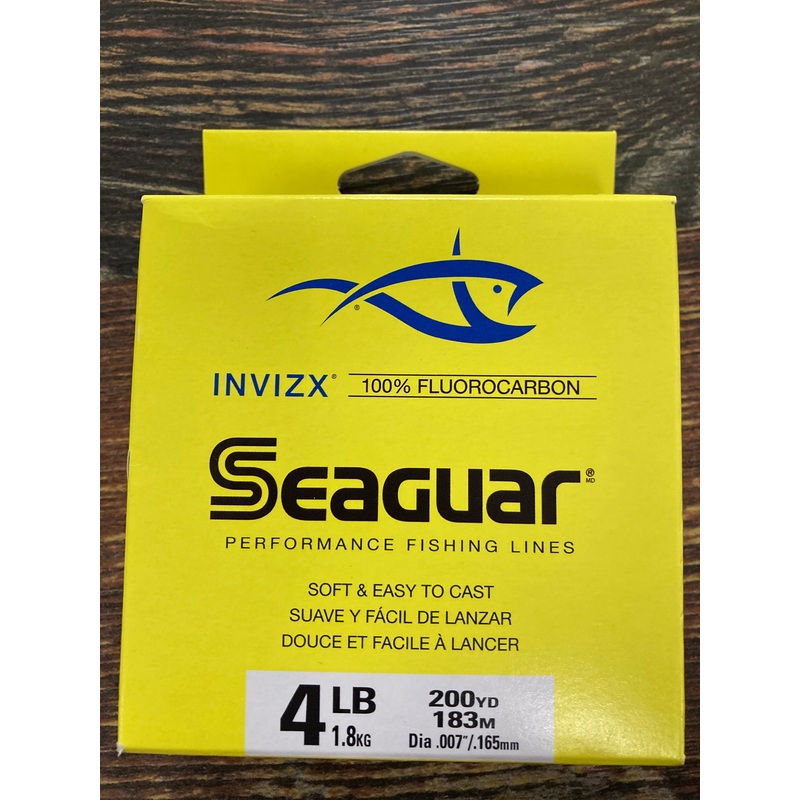 ®
INVIZX® 100% FLUOROCARBON
SEAGUAR® MD
PERFORMANCE FISHING LINES
SOFT & EASY TO CAST
SUAVE Y FÁCIL DE LANZAR
DOUCE ET FACILE À LANCER
4 LB 200YD
1.8KG 183M
Dia .007"/.165mm